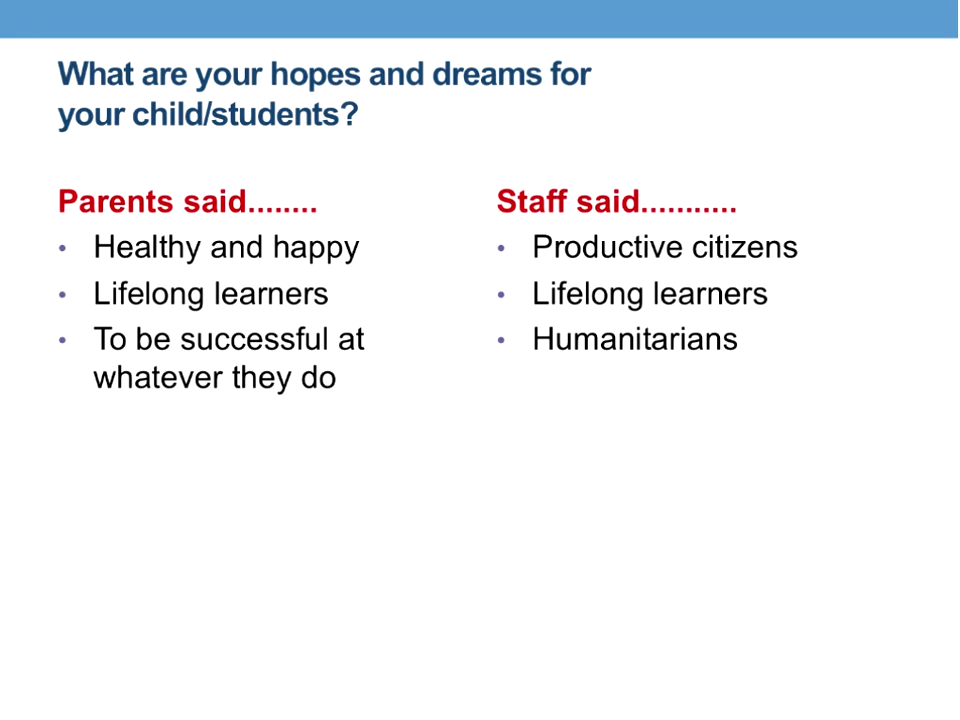 What are your hopes and dreams for
your child/students?
Parents said........
• Healthy and happy
• Lifelong learners
• To be successful at
whatever they do
Staff said...........
• Productive citizens
• Lifelong learners
• Humanitarians